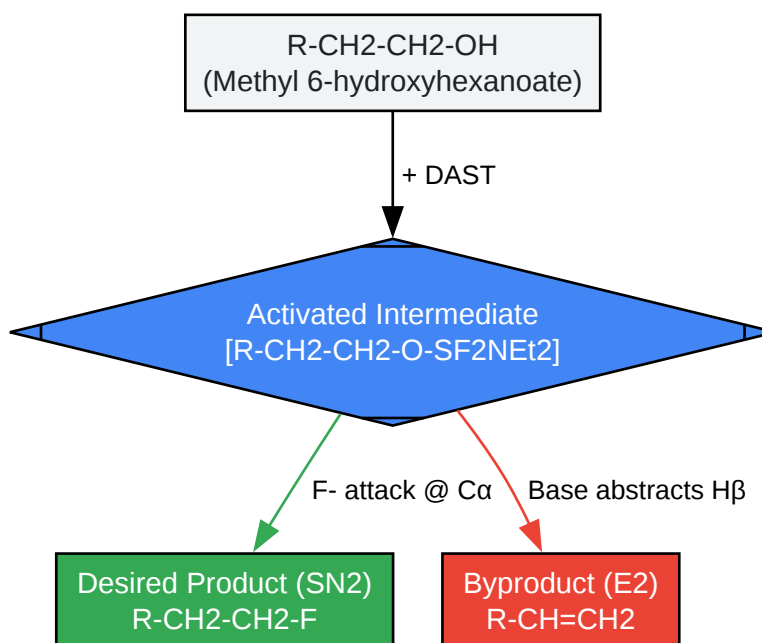 R-CH2-CH2-OH
(Methyl 6-hydroxyhexanoate)
+ DAST
Activated Intermediate
[R-CH2-CH2-O-SF2NEt2]
F- attack @ Cα
Base abstracts Hβ
Desired Product (SN2)
R-CH2-CH2-F
Byproduct (E2)
R-CH=CH2